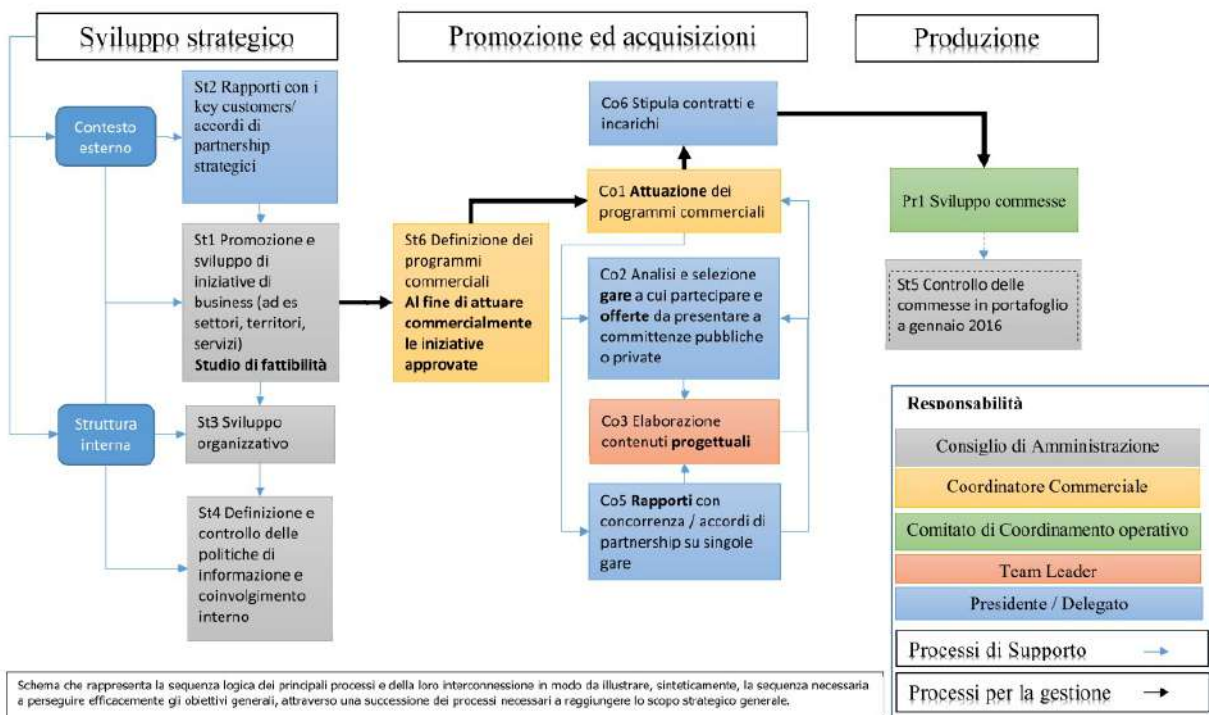 Sviluppo strategico
Promozione ed acquisizioni
Produzione
Contesto
esterno
Struttura
interna
St2 Rapporti con i
key customers/
accordi di
partnership
strategici
St1 Promozione e
sviluppo di
iniziative di
business (ad es
settori, territori,
servizi)
Studio di fattibilità
St3 Sviluppo
organizzativo
St4 Definizione e
controllo delle
politiche di
informazione e
coinvolgimento
interno
St6 Definizione dei
programmi
commerciali
Al fine di attuare
commercialmente
le iniziative
approvate
Co6 Stipula contratti e
incarichi
Co1 Attuazione dei
programmi commerciali
Co2 Analisi e selezione
gare a cui partecipare e
offerte da presentare a
committenze pubbliche
o private
Co3 Elaborazione
contenuti progettuali
Co5 Rapporti con
concorrenza / accordi di
partnership su singole
gare
Pr1 Sviluppo commesse
St5 Controllo delle
commesse in portafoglio
a gennaio 2016
Responsabilità
Consiglio di Amministrazione
Coordinatore Commerciale
Comitato di Coordinamento operativo
Team Leader
Presidente / Delegato
Processi di Supporto
Processi per la gestione
Schema che rappresenta la sequenza logica dei principali processi e della loro interconnessione in modo da illustrare, sinteticamente, la sequenza necessaria
a perseguire efficacemente gli obiettivi generali, attraverso una successione dei processi necessari a raggiungere lo scopo strategico generale.